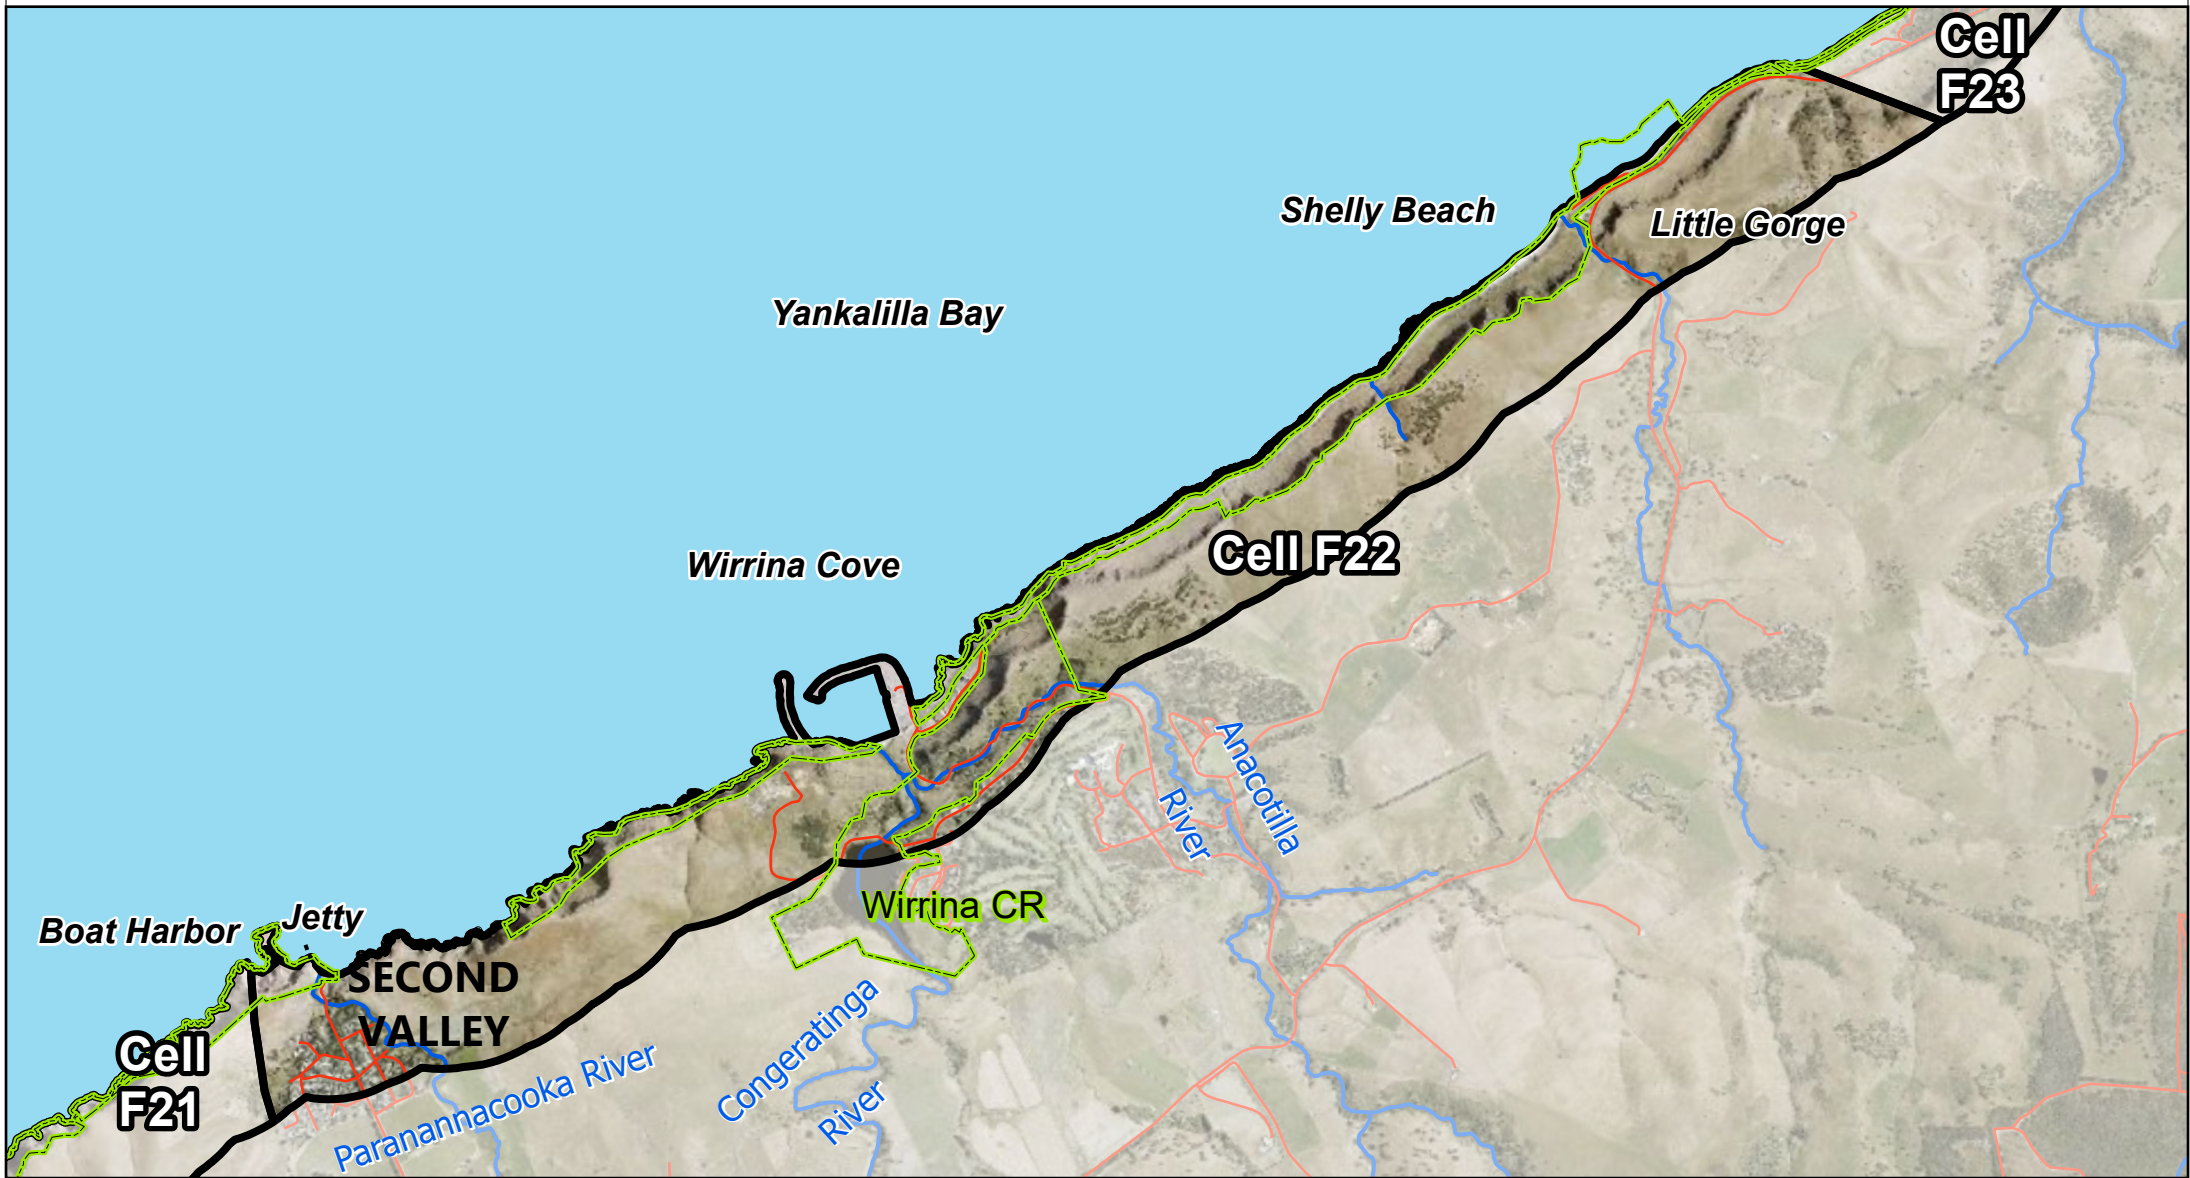 Cell
F23
Shelly Beach
Little Gorge
Yankalilla Bay
Cell F22
Wirrina Cove
Anacotilla
River
Wirrina CR
Boat Harbor
Jetty
SECOND
VALLEY
Cell
F21
Congeratinga
River
Paranannacooka River